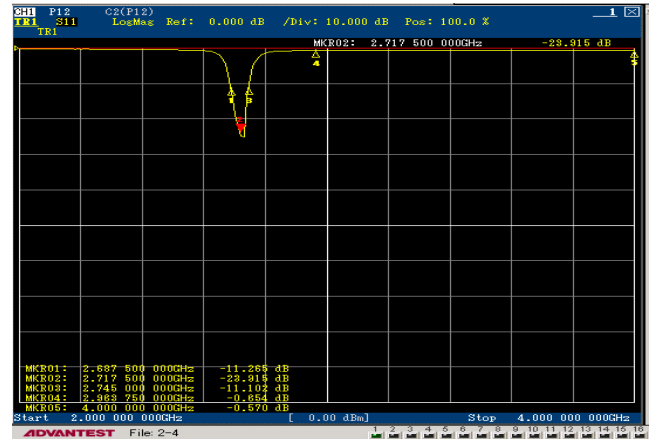 CH1 P12 C2(P12) 1
TR1 S11 LogMag Ref: 0.000 dB /Div: 10.000 dB Pos: 100.0 %
TR1
MKR02: 2.717 500 000GHz -23.915 dB
4
5
1 3
2
MKR01: 2.687 500 000GHz -11.265 dB
MKR02: 2.717 500 000GHz -23.915 dB
MKR03: 2.745 000 000GHz -11.102 dB
MKR04: 2.963 750 000GHz -0.654 dB
MKR05: 4.000 000 000GHz -0.570 dB
Start 2.000 000 000GHz [ 0.00 dBm] Stop 4.000 000 000GHz
ADVANTEST File: 2-4 1 2 3 4 5 6 7 8 9 10 11 12 13 14 15 16